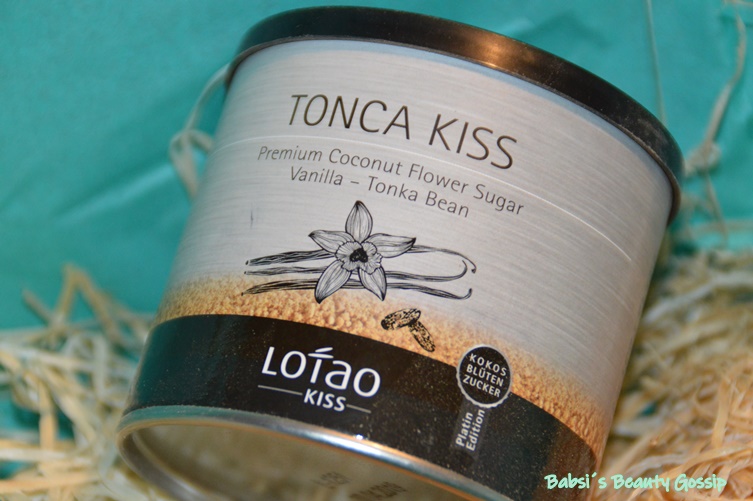 TONCA KISS
Premium Coconut Flower Sugar
Vanilla – Tonka Bean
LOTAO
KISS
KOKOS
BLÜTEN
ZUCKER
Platin
Edition
Babsi´s Beauty Gossip